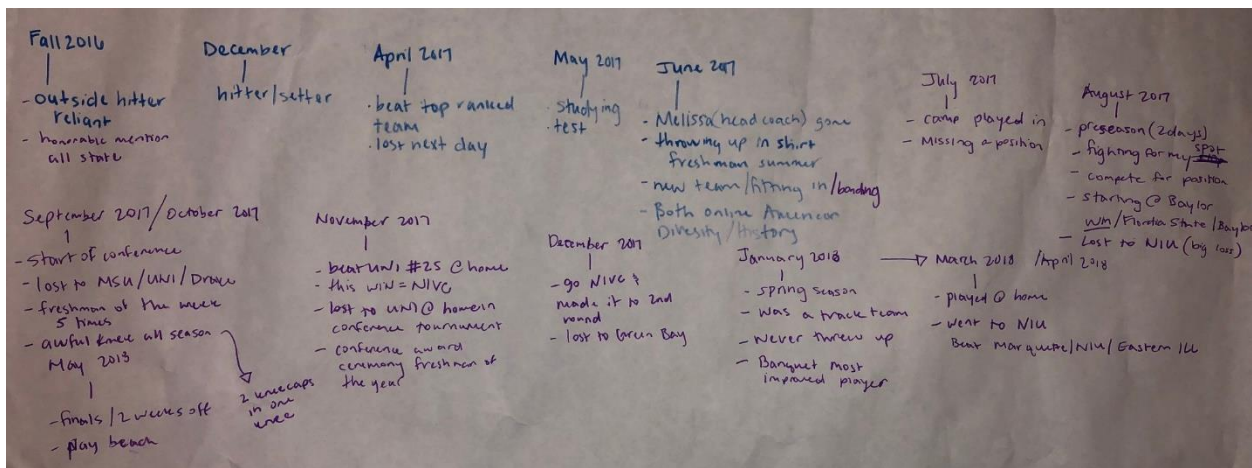 Fall 2016
- outside hitter
reliant
- honorable mention
all state
December
hitter/setter
April 2017
· beat top ranked
team
· lost next day
May 2017
· studying
· test
June 2017
- Melissa (head coach) gone
- throwing up in shirt
freshman summer
- new team/fitting in/bonding
- Both online American
Diversity/History
July 2017
- camp played in
- Missing a position
August 2017
- preseason (2 days)
- fighting for my spot
- compete for position
- starting @ Baylor
/Florida State/Baylor
- Lost to NIU (big loss)
September 2017/October 2017
- start of conference
- lost to MSU/UNI/Drake
- freshman of the week
5 times
- awful knee all season
2 kneecaps
in one
knee
November 2017
- beat UNI #25 @ home
- this win = NIVC
- lost to UNI @ home in
conference tournament
- conference award
ceremony freshman of
the year
December 2017
- go NIVC &
made it to 2nd
round
- lost to Green Bay
January 2018
- spring season
- was a track team
- Never threw up
- Banquet most
improved player
→ March 2018 /April 2018
- played @ home
- went to NIU
Beat Marquette/NIU/Eastern Ill
May 2018
- finals/2 weeks off
- play beach